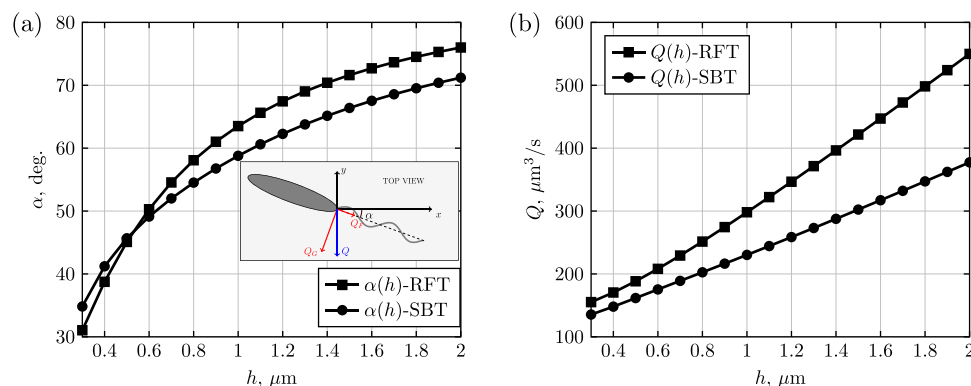 (a)
80
70
60
50
40
30
α, deg.
0.4 0.6 0.8 1 1.2 1.4 1.6 1.8 2
h, μm
y
TOP VIEW
x
α
Q_F
Q_G
Q
α(h)-RFT
α(h)-SBT
(b)
600
500
400
300
200
100
Q, μm³/s
0.4 0.6 0.8 1 1.2 1.4 1.6 1.8 2
h, μm
Q(h)-RFT
Q(h)-SBT